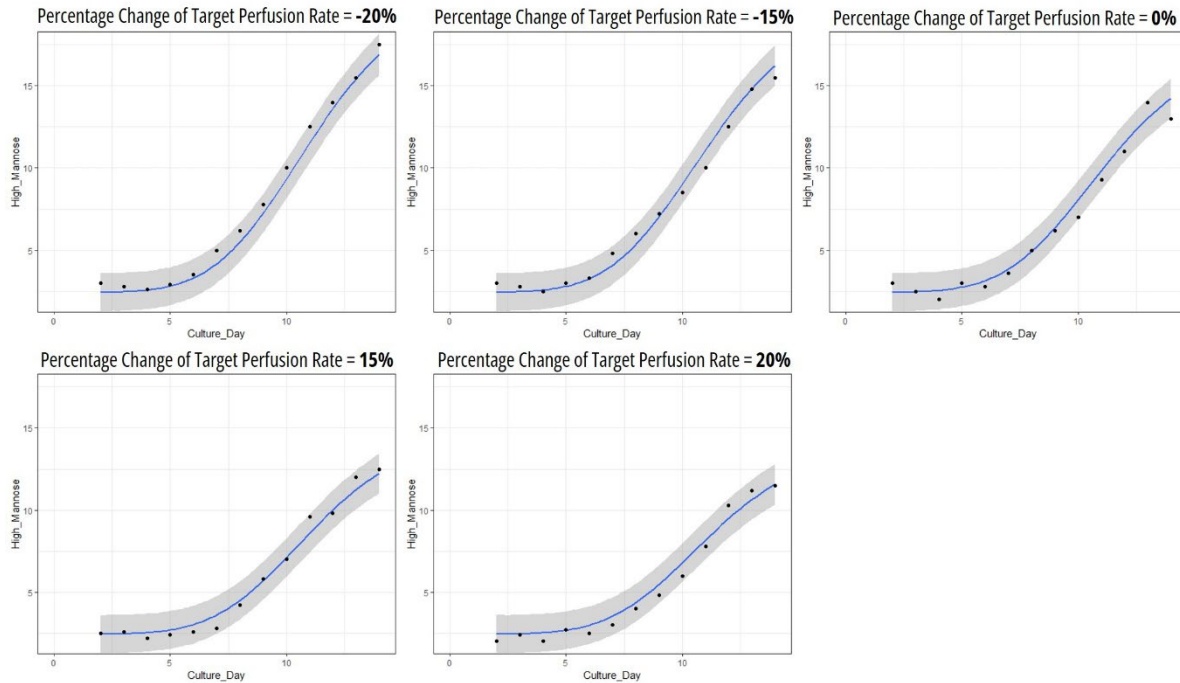 Percentage Change of Target Perfusion Rate = -20%
15
10
5
High_Mannose
0
5
10
Culture_Day
Percentage Change of Target Perfusion Rate = -15%
15
10
5
High_Mannose
0
5
10
Culture_Day
Percentage Change of Target Perfusion Rate = 0%
15
10
5
High_Mannose
0
5
10
Culture_Day
Percentage Change of Target Perfusion Rate = 15%
15
10
5
High_Mannose
0
5
10
Culture_Day
Percentage Change of Target Perfusion Rate = 20%
15
10
5
High_Mannose
0
5
10
Culture_Day